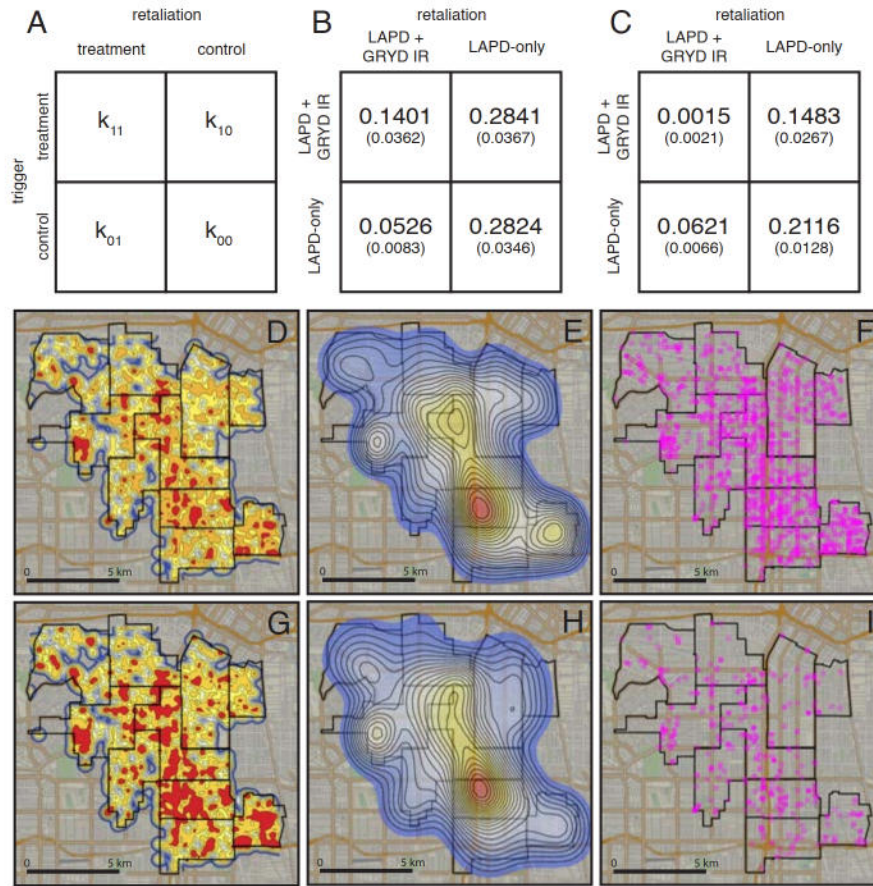 A
retaliation
treatment
control
trigger
treatment
control
k11
k10
k01
k00
B
retaliation
LAPD +
GRYD IR
LAPD-only
LAPD +
GRYD IR
LAPD-only
0.1401
(0.0362)
0.2841
(0.0367)
0.0526
(0.0083)
0.2824
(0.0346)
C
retaliation
LAPD +
GRYD IR
LAPD-only
LAPD +
GRYD IR
LAPD-only
0.0015
(0.0021)
0.1483
(0.0267)
0.0621
(0.0066)
0.2116
(0.0128)
D
0
5 km
E
0
5 km
F
0
5 km
G
0
5 km
H
0
5 km
I
0
5 km